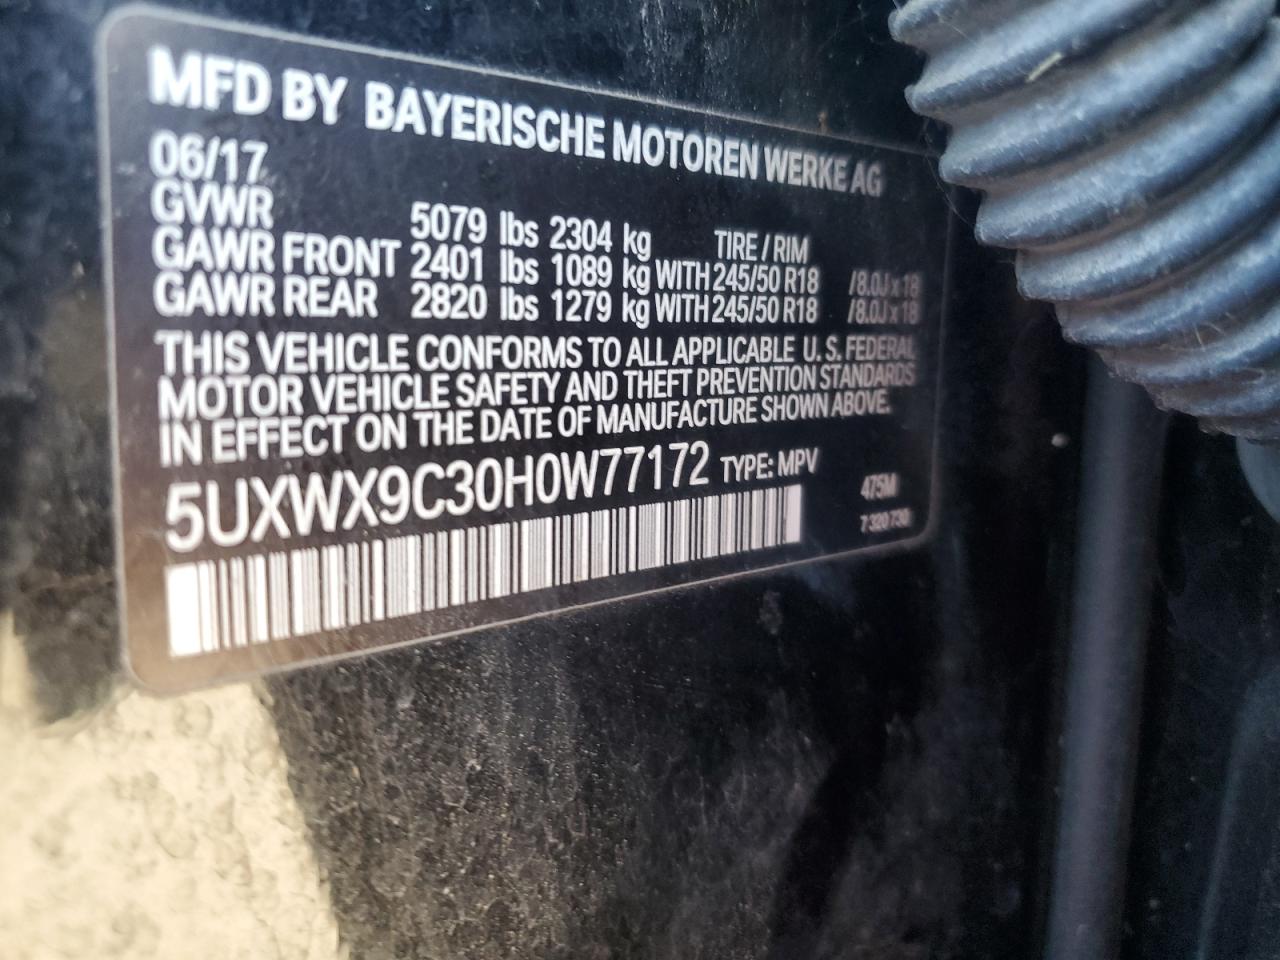 MFD BY BAYERISCHE MOTOREN WERKE AG
06/17
GVWR 5079 lbs 2304 kg TIRE / RIM
GAWR FRONT 2401 lbs 1089 kg WITH 245/50 R18 /8.0J x 18
GAWR REAR 2820 lbs 1279 kg WITH 245/50 R18 /8.0J x 18
THIS VEHICLE CONFORMS TO ALL APPLICABLE U. S. FEDERAL
MOTOR VEHICLE SAFETY AND THEFT PREVENTION STANDARDS
IN EFFECT ON THE DATE OF MANUFACTURE SHOWN ABOVE.
5UXWX9C30H0W77172 TYPE: MPV
475M
7 320 730